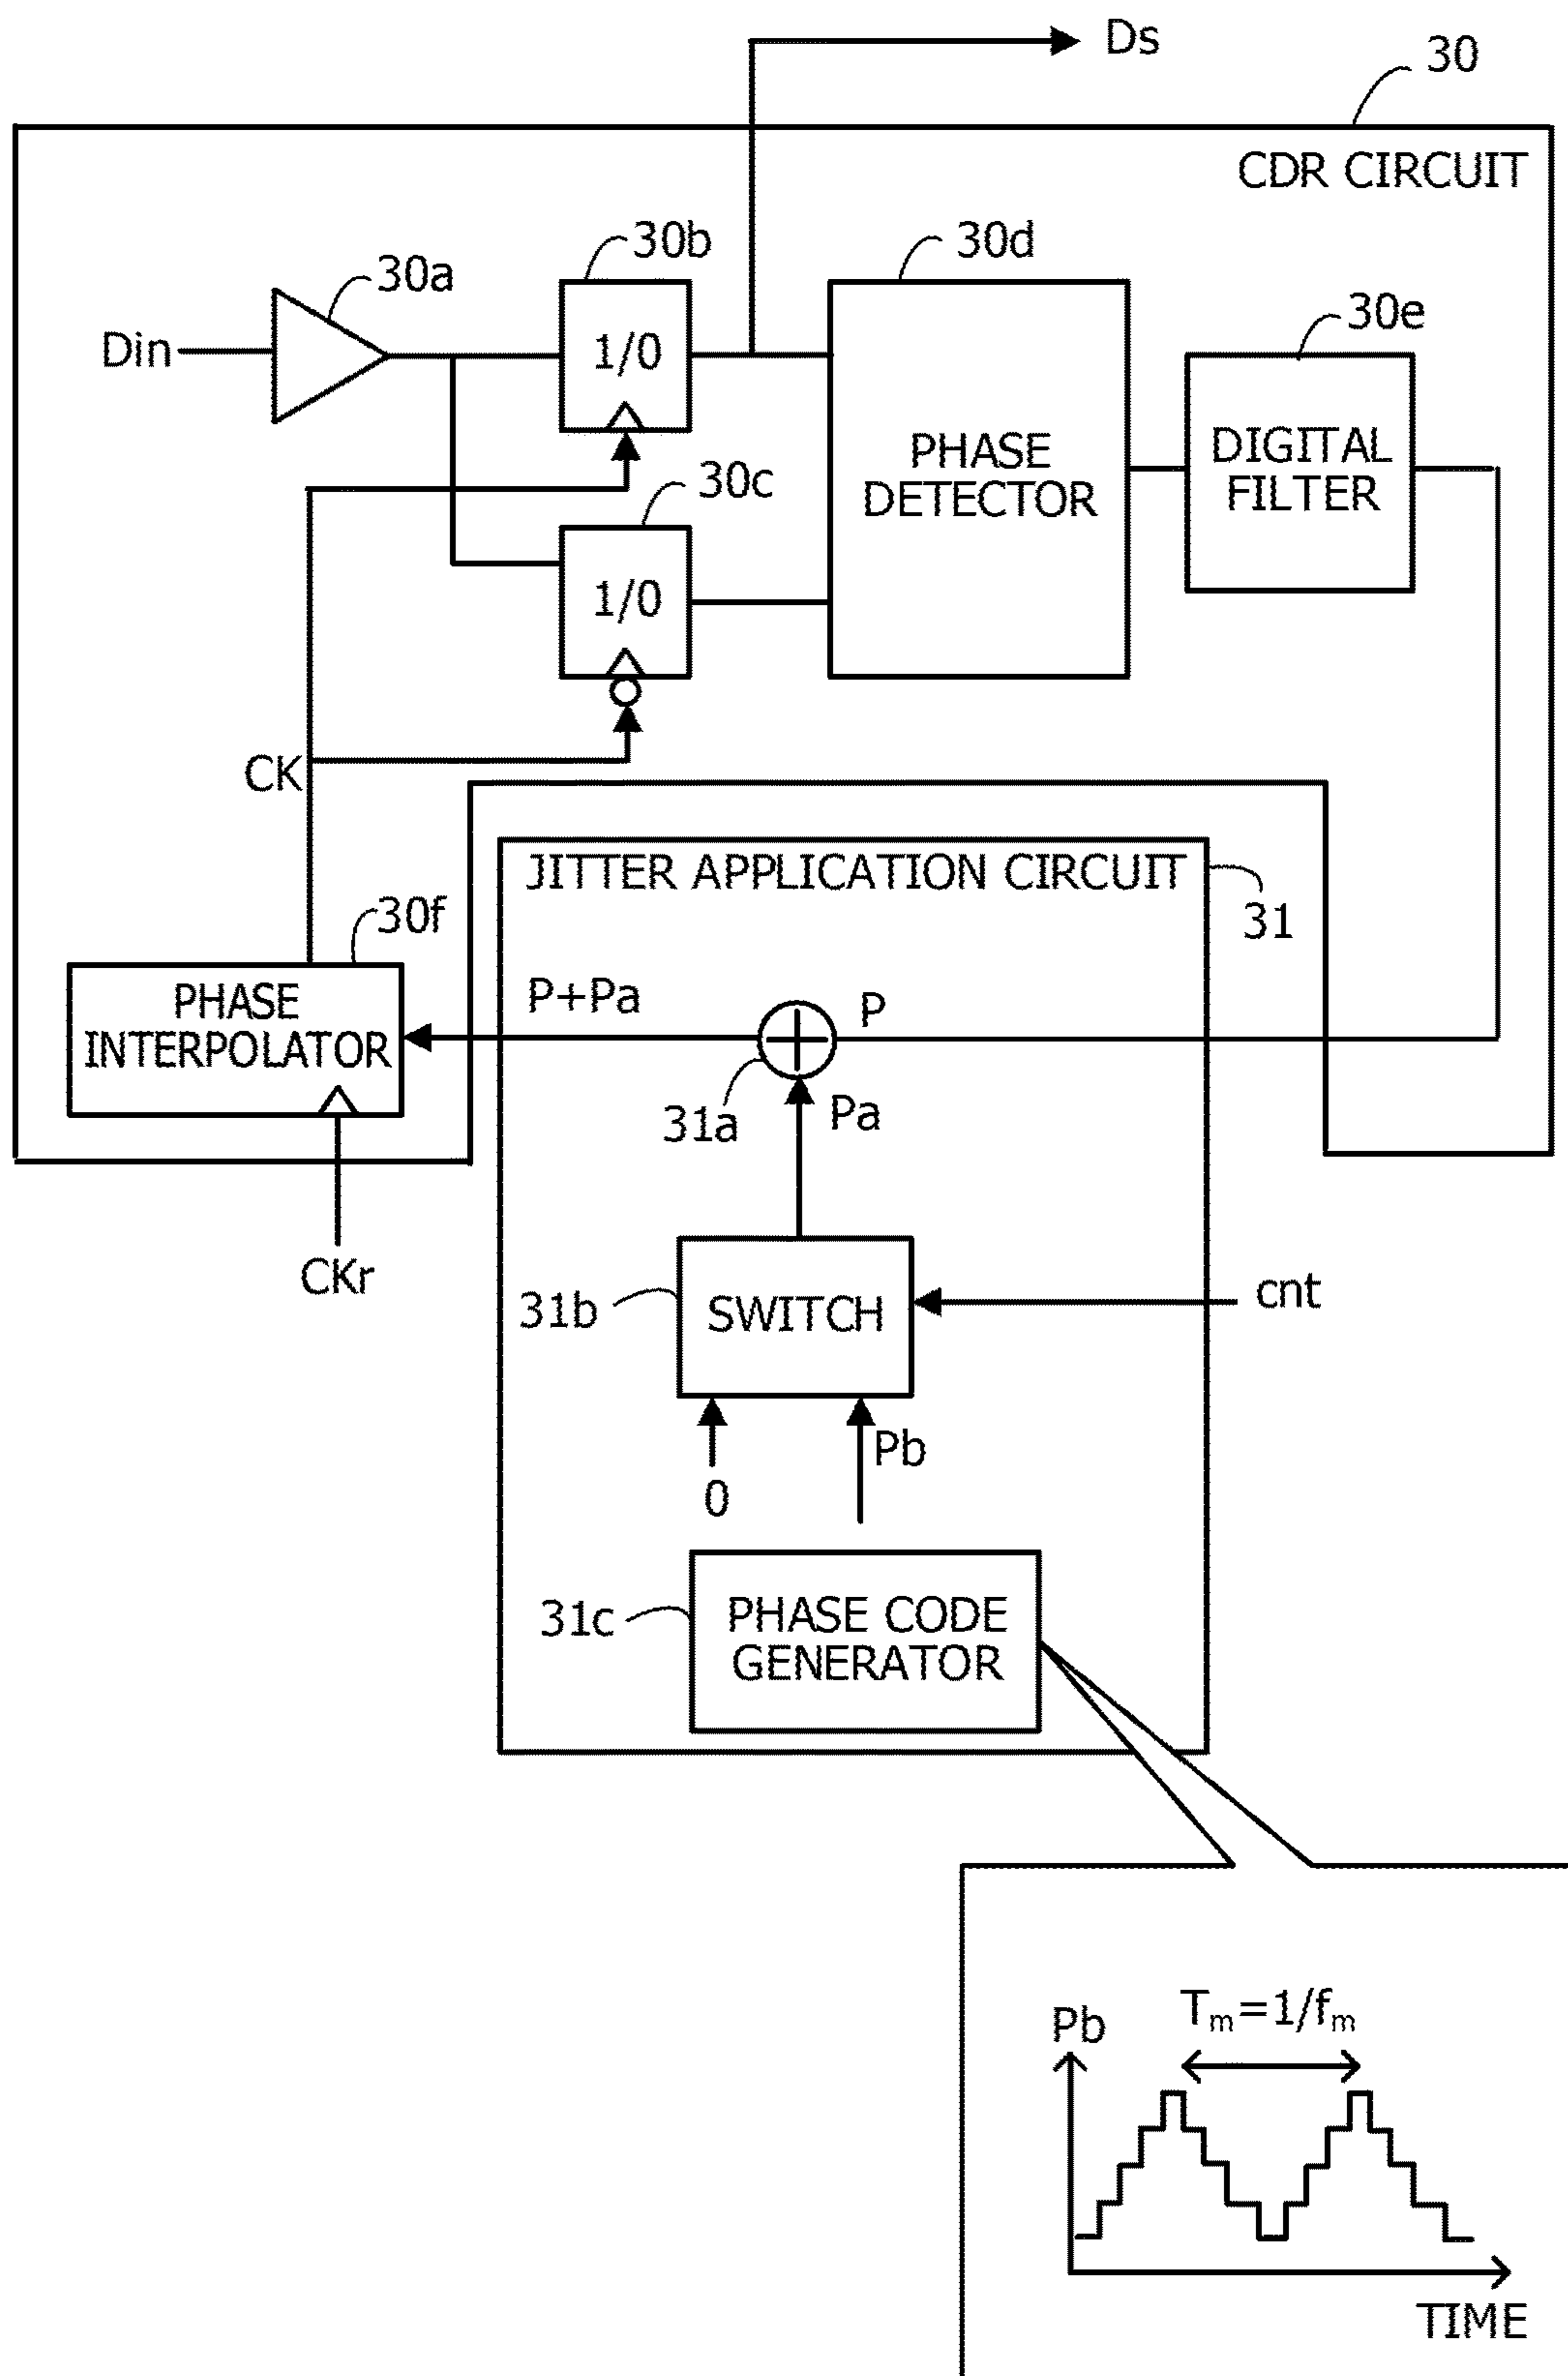 Ds
30
CDR CIRCUIT
30b
30d
30a
30e
Din
1/0
PHASE
DETECTOR
DIGITAL
FILTER
30c
1/0
CK
JITTER APPLICATION CIRCUIT
31
30f
PHASE
INTERPOLATOR
P+Pa
P
31a
Pa
CKr
31b
SWITCH
cnt
Pb
0
31c
PHASE CODE
GENERATOR
Pb
Tm=1/fm
TIME